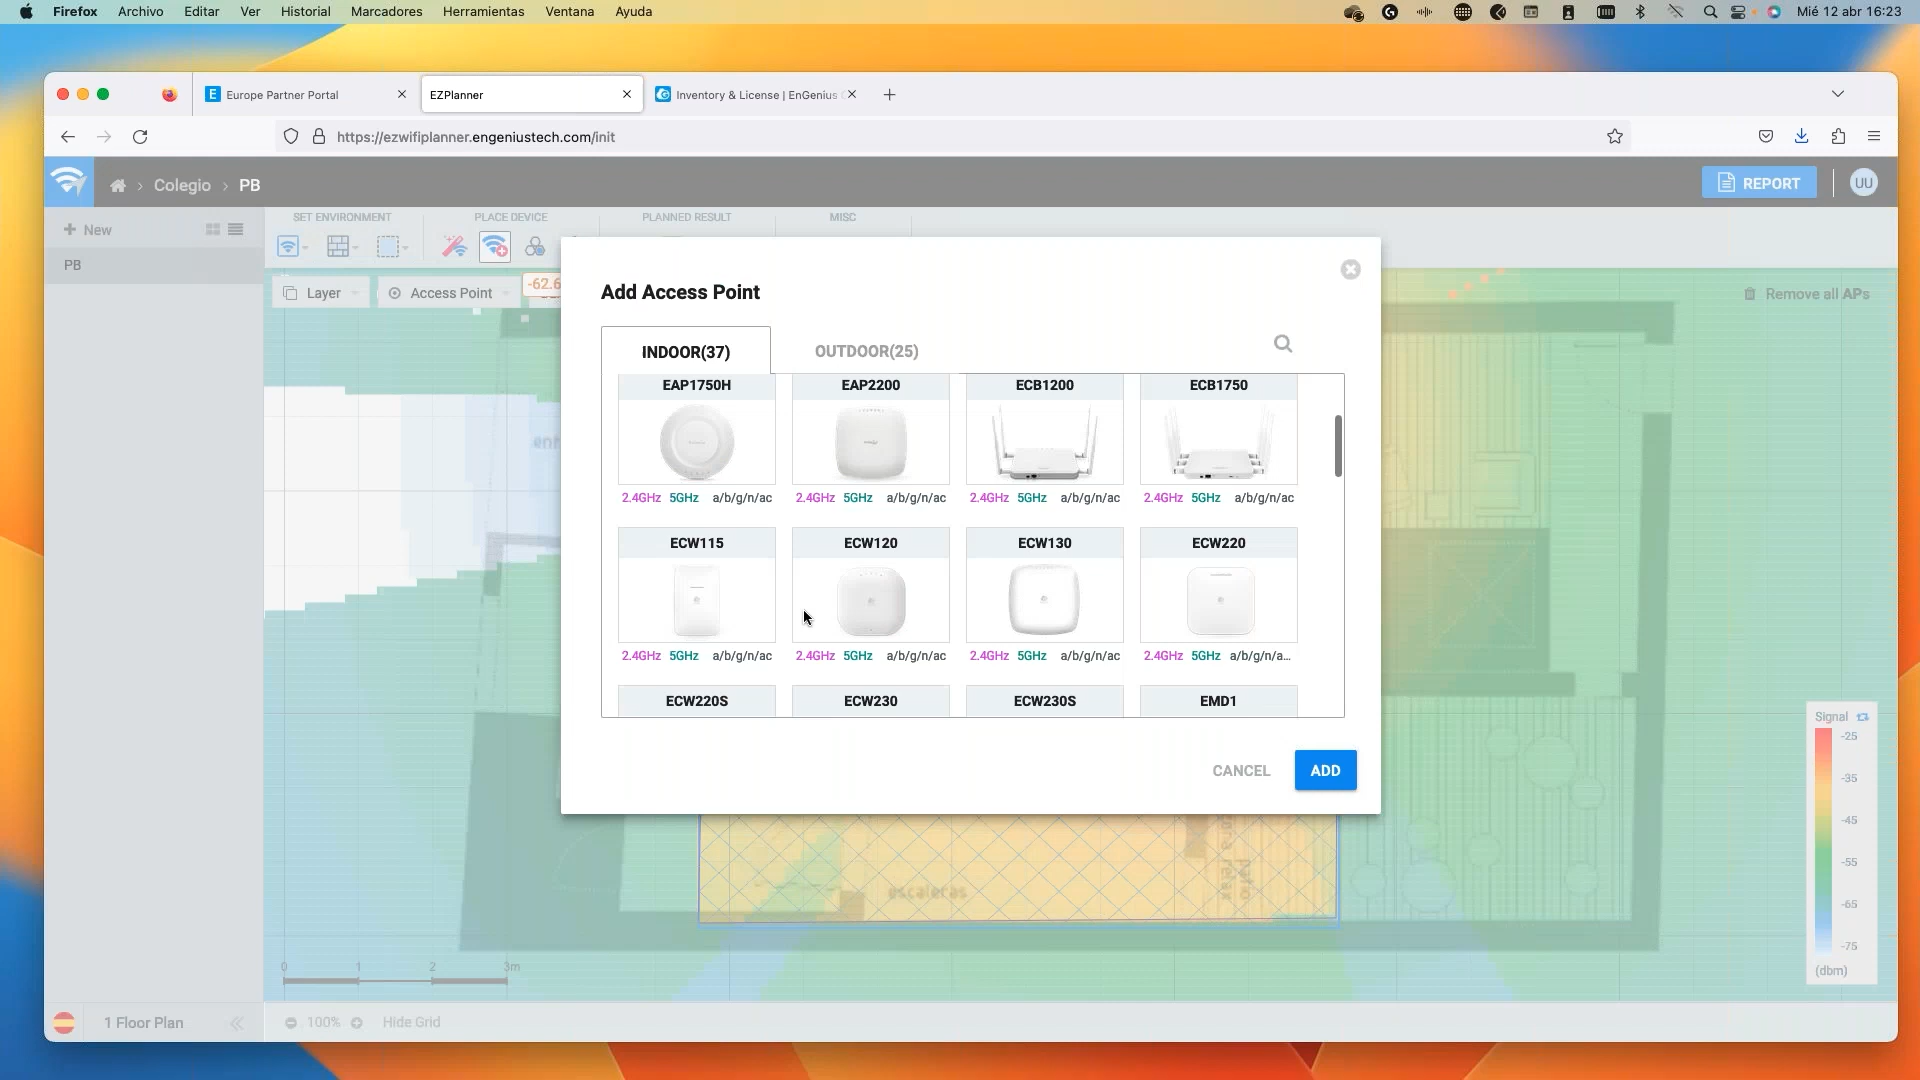 Firefox Archivo Editar Ver Historial Marcadores Herramientas Ventana Ayuda Mié 12 abr 16:23
Europe Partner Portal
EZPlanner
Inventory & License | EnGenius
https://ezwifiplanner.engeniustech.com/init
Colegio > PB
REPORT
UU
+ New
SET ENVIRONMENT
PLACE DEVICE
PLANNED RESULT
MISC
PB
Layer
Access Point
-62.6
Remove all APs
Add Access Point
INDOOR(37)
OUTDOOR(25)
EAP1750H EAP2200 ECB1200 ECB1750
2.4GHz 5GHz a/b/g/n/ac 2.4GHz 5GHz a/b/g/n/ac 2.4GHz 5GHz a/b/g/n/ac 2.4GHz 5GHz a/b/g/n/ac
ECW115 ECW120 ECW130 ECW220
2.4GHz 5GHz a/b/g/n/ac 2.4GHz 5GHz a/b/g/n/ac 2.4GHz 5GHz a/b/g/n/ac 2.4GHz 5GHz a/b/g/n/a...
ECW220S ECW230 ECW230S EMD1
CANCEL
ADD
Signal
-25
-35
-45
-55
-65
-75
(dbm)
escaleras
zona relax
patio
0 1 2 3m
1 Floor Plan
100%
Hide Grid